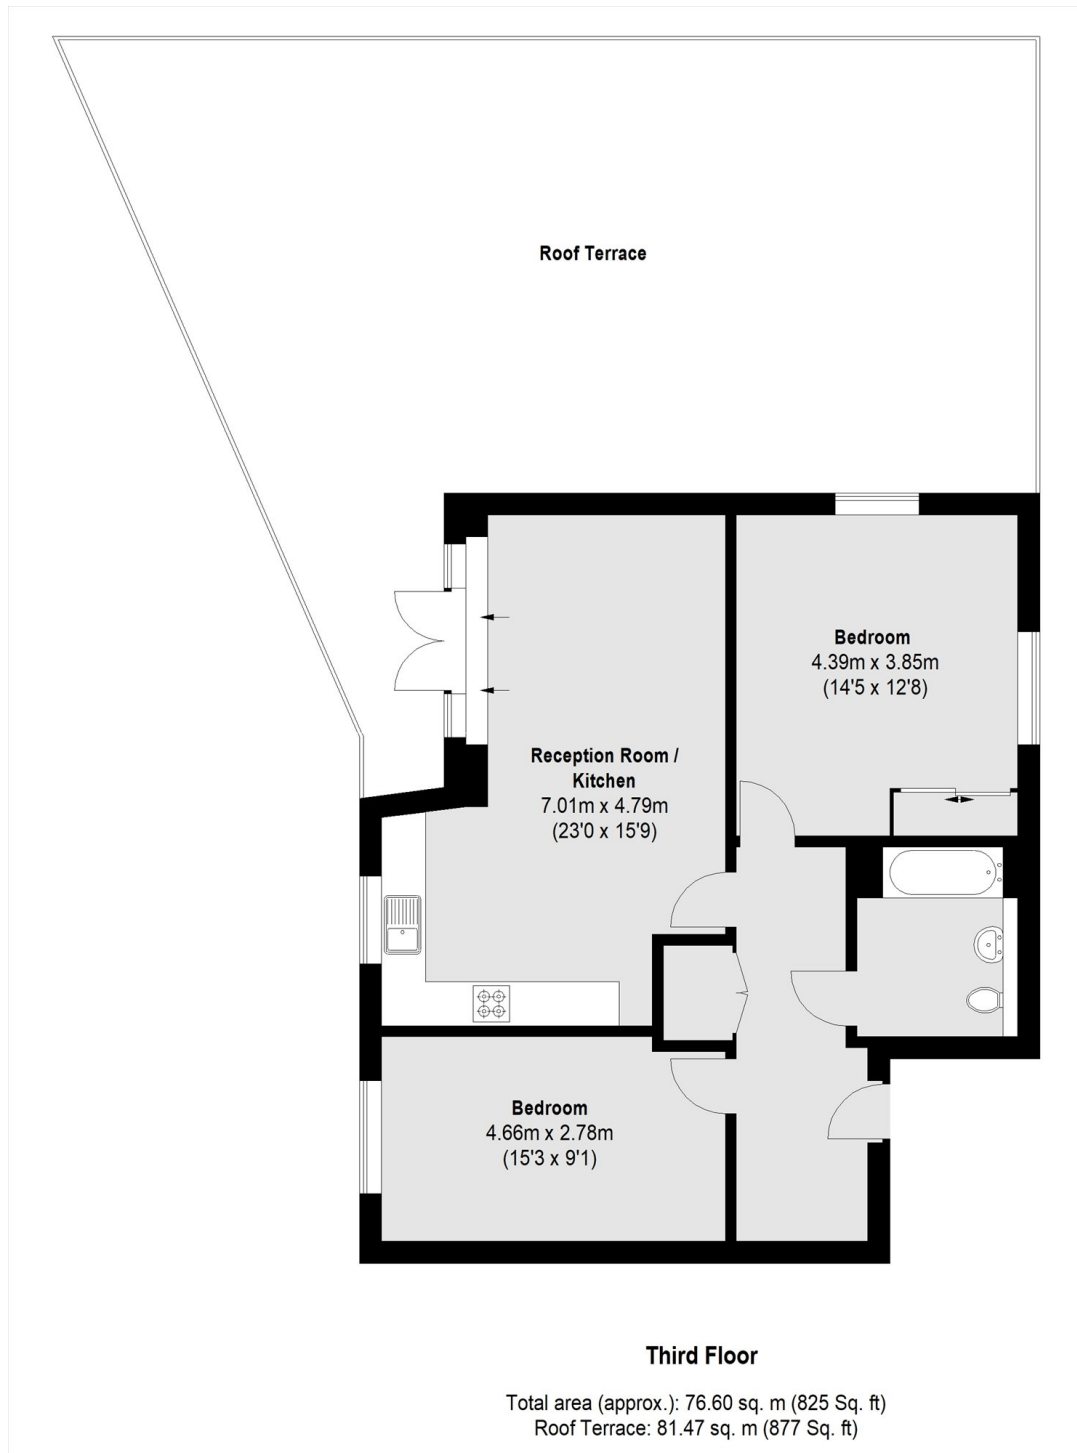 Roof Terrace
Bedroom
4.39m x 3.85m
(14'5 x 12'8)
Reception Room /
Kitchen
7.01m x 4.79m
(23'0 x 15'9)
Bedroom
4.66m x 2.78m
(15'3 x 9'1)
Third Floor
Total area (approx.): 76.60 sq. m (825 Sq. ft)
Roof Terrace: 81.47 sq. m (877 Sq. ft)